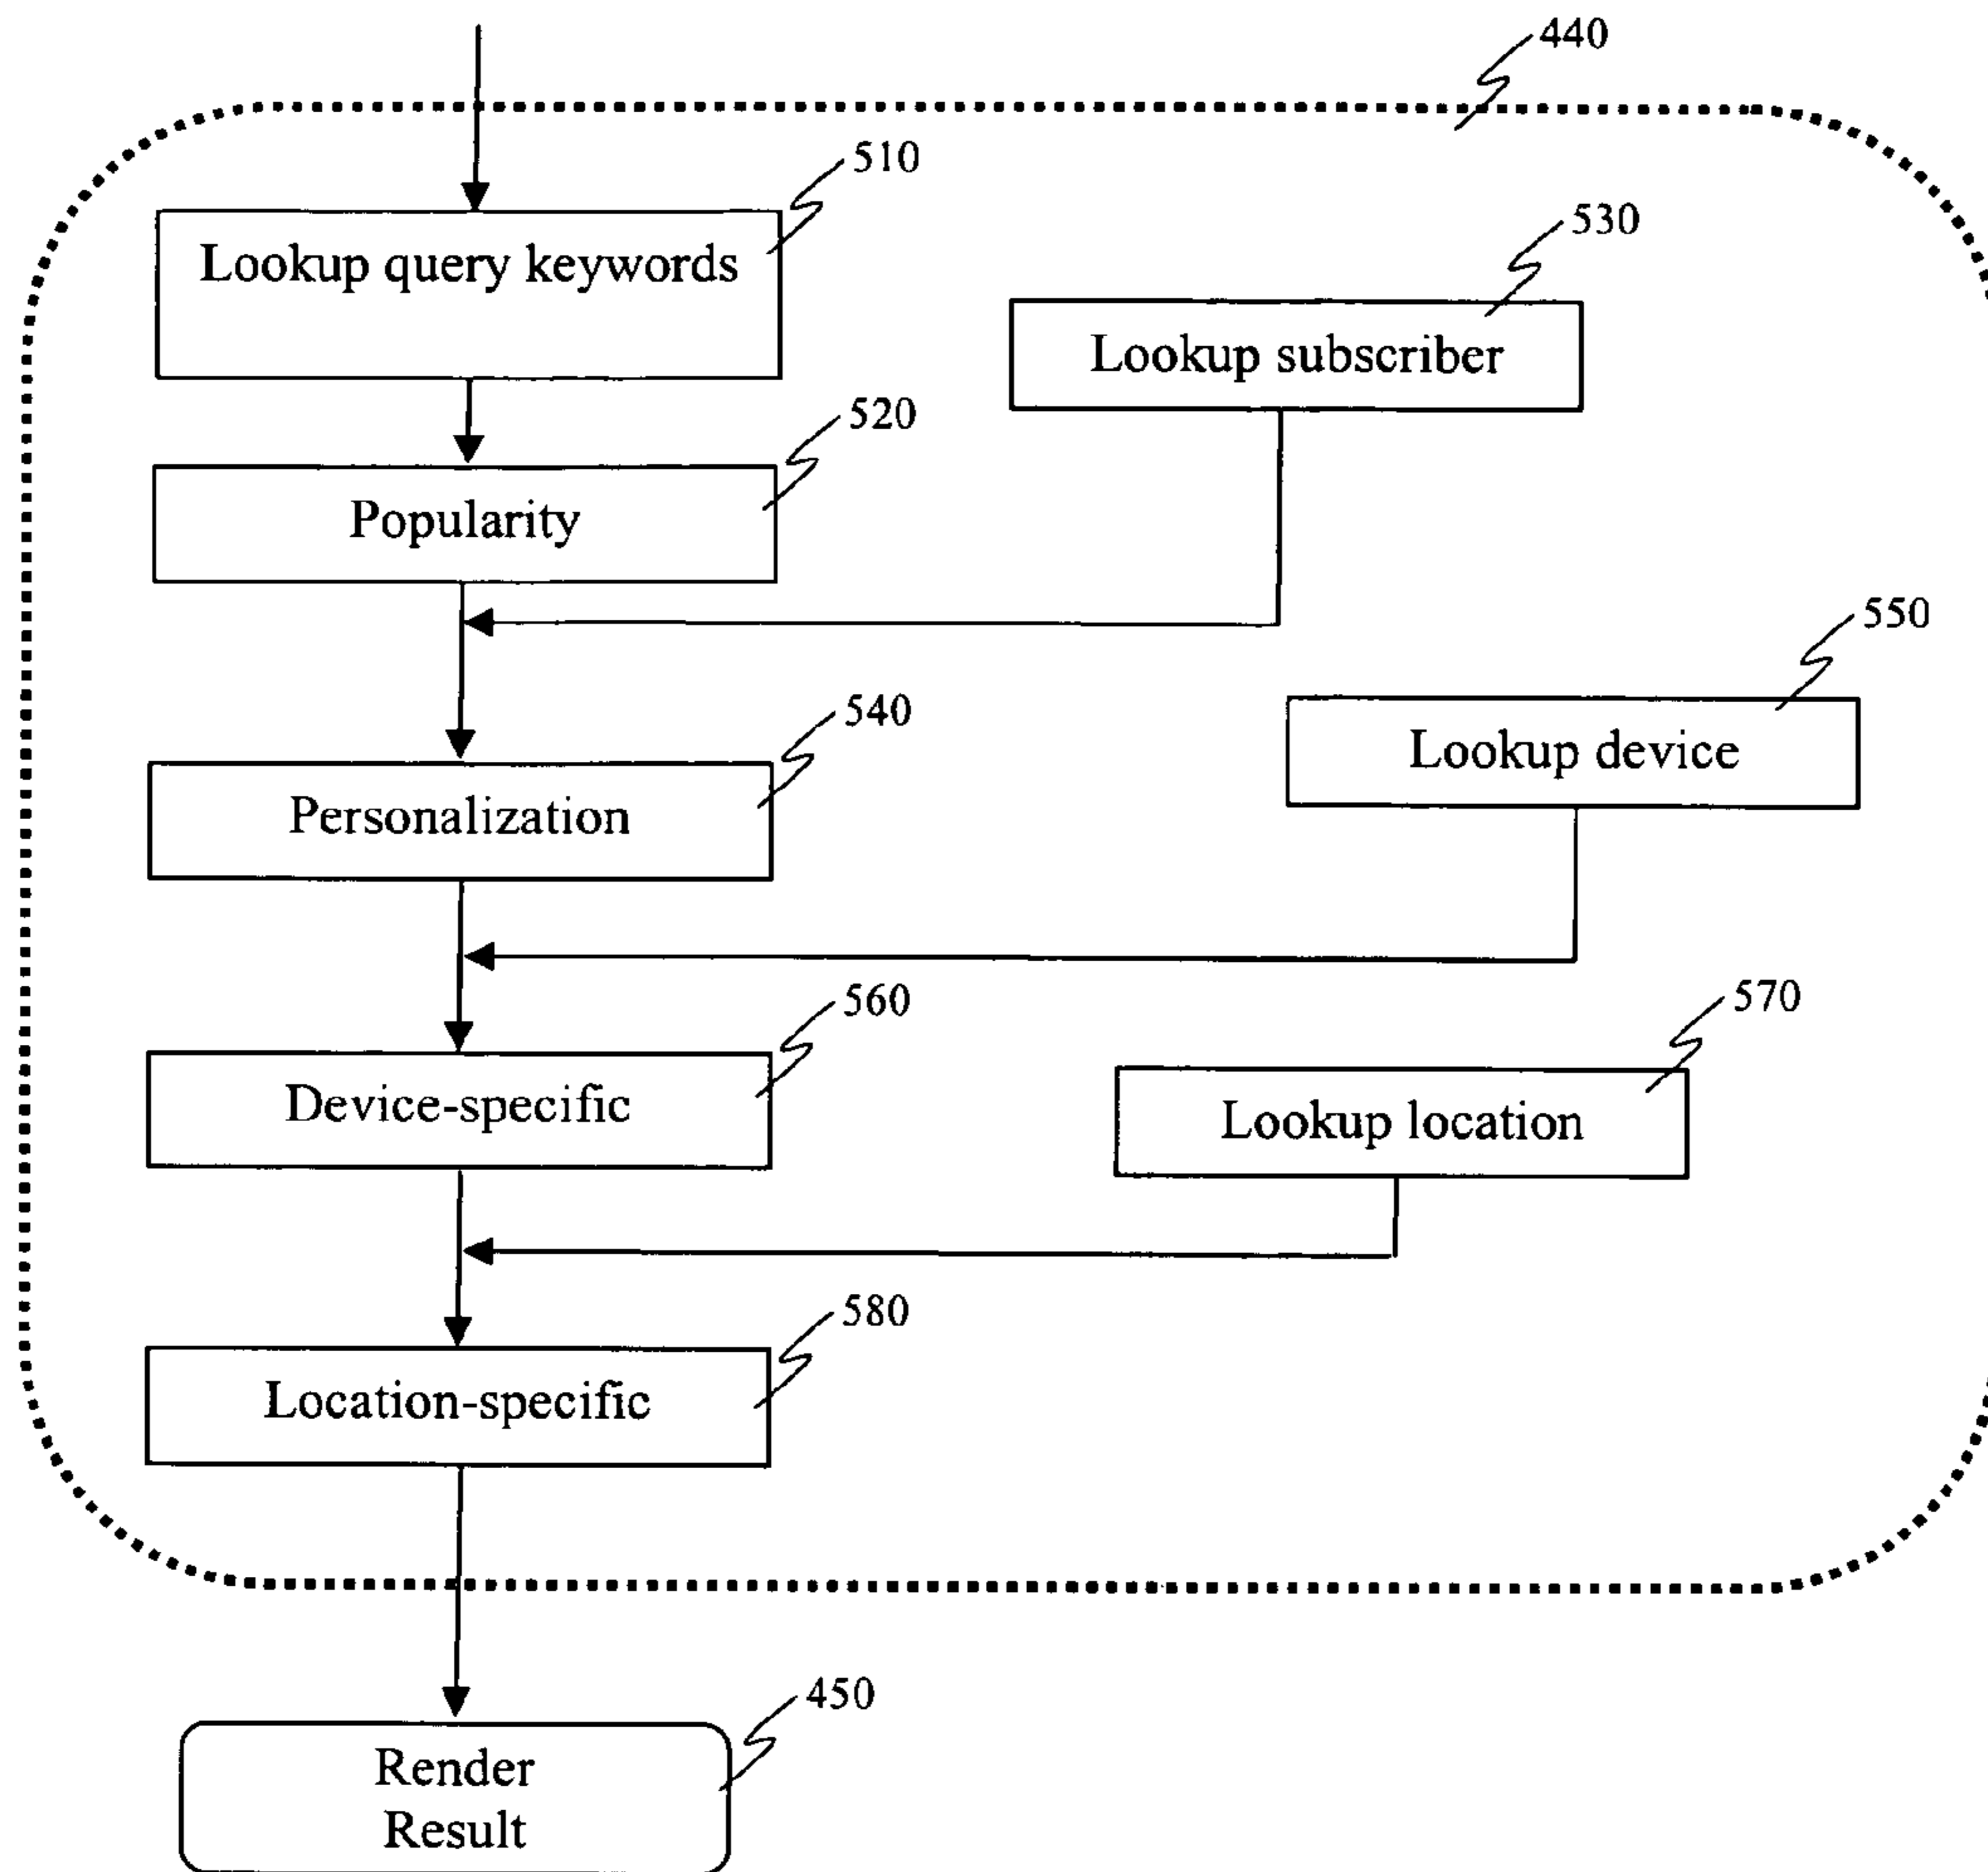 440
510
Lookup query keywords
530
Lookup subscriber
520
Popularity
550
Lookup device
540
Personalization
560
Device-specific
570
Lookup location
580
Location-specific
450
Render
Result